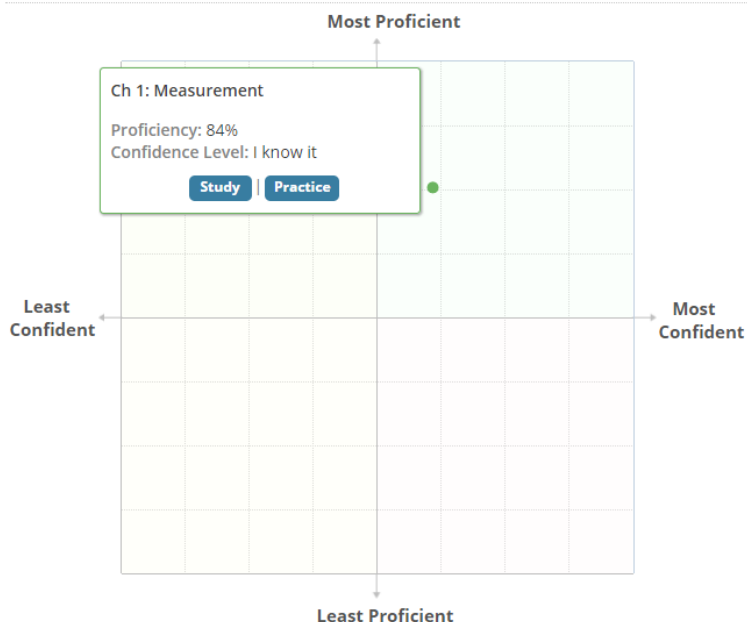 Most Proficient
Ch 1: Measurement
Proficiency: 84%
Confidence Level: I know it
Study | Practice
Least
Confident
Most
Confident
Least Proficient